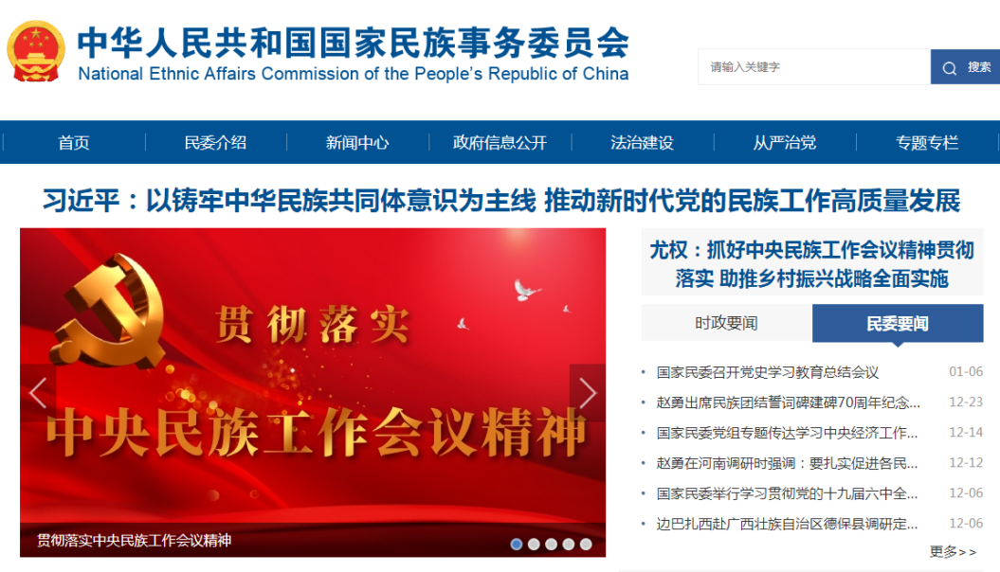 中华人民共和国国家民族事务委员会
National Ethnic Affairs Commission of the People's Republic of China
请输入关键字
搜索
首页
民委介绍
新闻中心
政府信息公开
法治建设
从严治党
专题专栏
习近平：以铸牢中华民族共同体意识为主线 推动新时代党的民族工作高质量发展
贯彻落实
中央民族工作会议精神
贯彻落实中央民族工作会议精神
尤权：抓好中央民族工作会议精神贯彻
落实 助推乡村振兴战略全面实施
时政要闻
民委要闻
• 国家民委召开党史学习教育总结会议 01-06
• 赵勇出席民族团结誓词碑建碑70周年纪念... 12-23
• 国家民委党组专题传达学习中央经济工作... 12-14
• 赵勇在河南调研时强调：要扎实促进各民... 12-12
• 国家民委举行学习贯彻党的十九届六中全... 12-06
• 边巴扎西赴广西壮族自治区德保县调研定... 12-06
更多>>